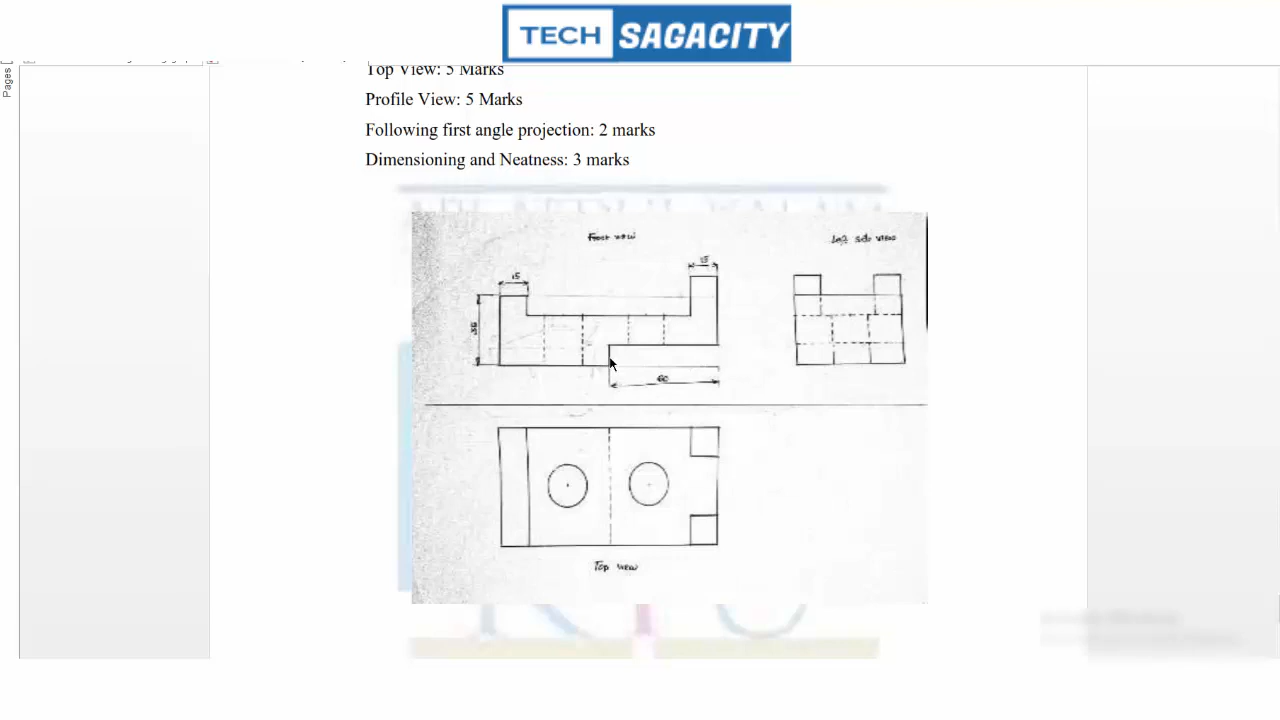 TECH SAGACITY
Pages
Top View: 5 Marks
Profile View: 5 Marks
Following first angle projection: 2 marks
Dimensioning and Neatness: 3 marks
Front view
Left side view
15
15
60
Top view